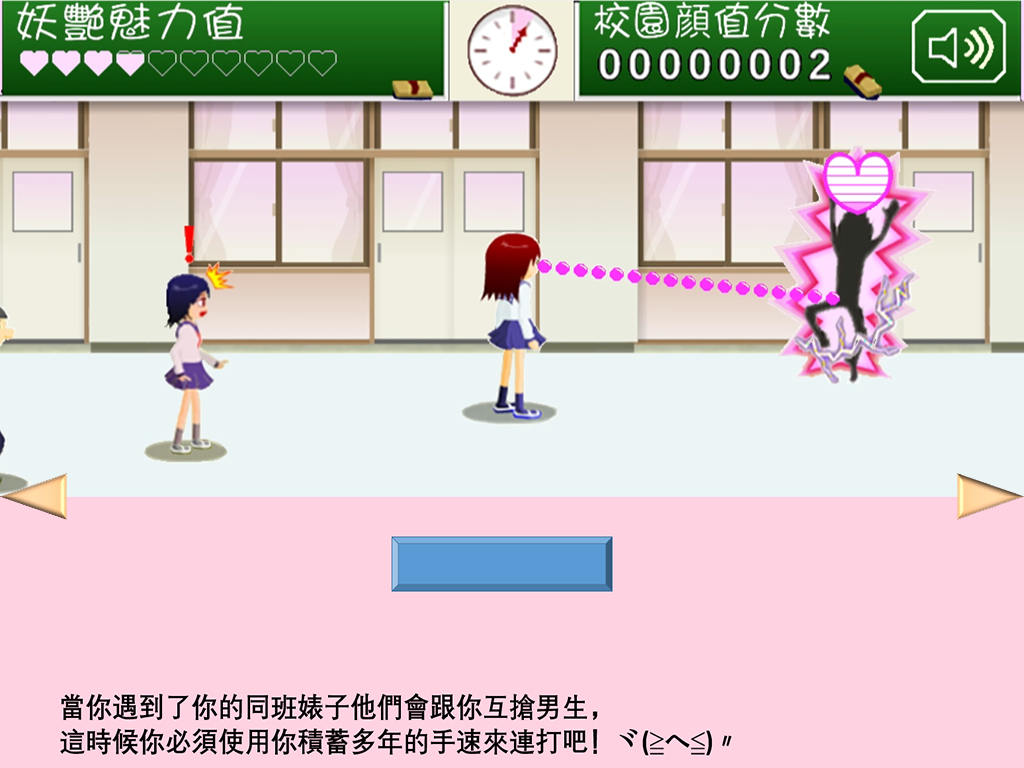 妖艷魅力值
校園顏值分數
00000002
!
當你遇到了你的同班婊子他們會跟你互搶男生，
這時候你必須使用你積蓄多年的手速來連打吧！ヾ(≧へ≦)〃